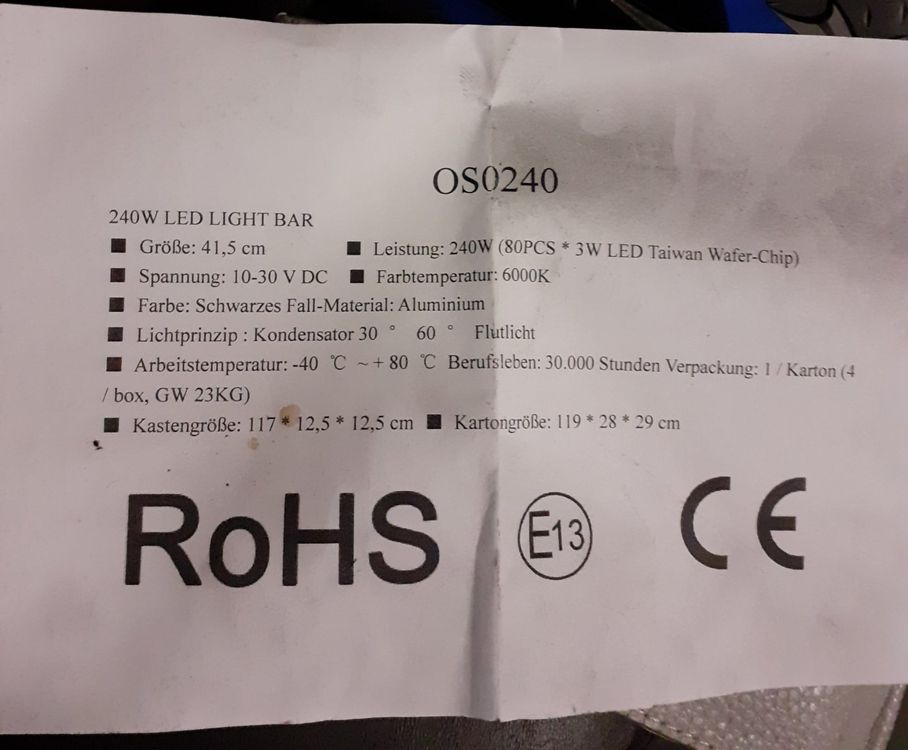 OS0240
240W LED LIGHT BAR
■ Größe: 41,5 cm ■ Leistung: 240W (80PCS * 3W LED Taiwan Wafer-Chip)
■ Spannung: 10-30 V DC ■ Farbtemperatur: 6000K
■ Farbe: Schwarzes Fall-Material: Aluminium
■ Lichtprinzip : Kondensator 30 ° 60 ° Flutlicht
■ Arbeitstemperatur: -40 ℃ ~ + 80 ℃ Berufsleben: 30.000 Stunden Verpackung: 1 / Karton (4
/ box, GW 23KG)
■ Kastengröße: 117 * 12,5 * 12,5 cm ■ Kartongröße: 119 * 28 * 29 cm
RoHS E13 CE